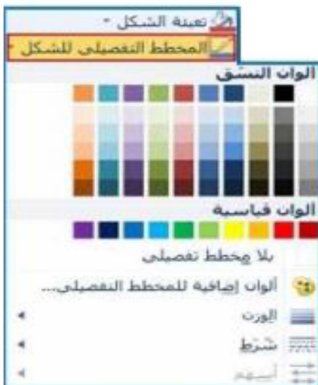 تعبئة الشكل
المخطط التفصيلي للشكل
ألوان النسق
ألوان قياسية
بلا مخطط تفصيلي
ألوان إضافية للمخطط التفصيلي...
الوزن
شرط
أسهم